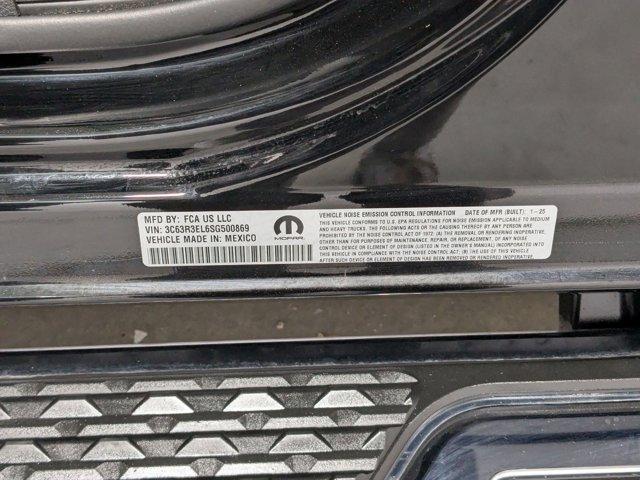 MFD BY: FCA US LLC
VIN: 3C63R3EL6SG500869
VEHICLE MADE IN: MEXICO
MOPAR
VEHICLE NOISE EMISSION CONTROL INFORMATION DATE OF MFR (BUILT): 1-25
THIS VEHICLE CONFORMS TO U.S. EPA REGULATIONS FOR NOISE EMISSION APPLICABLE TO MEDIUM
AND HEAVY TRUCKS. THE FOLLOWING ACTS OR THE CAUSING THEREOF BY ANY PERSON ARE
PROHIBITED BY THE NOISE CONTROL ACT OF 1972: (A) THE REMOVAL OR RENDERING INOPERATIVE,
OTHER THAN FOR PURPOSES OF MAINTENANCE, REPAIR, OR REPLACEMENT, OF ANY NOISE
CONTROL DEVICE OR ELEMENT OF DESIGN (LISTED IN THE OWNER'S MANUAL) INCORPORATED INTO
THIS VEHICLE IN COMPLIANCE WITH THE NOISE CONTROL ACT; (B) THE USE OF THIS VEHICLE
AFTER SUCH DEVICE OR ELEMENT OF DESIGN HAS BEEN REMOVED OR RENDERED INOPERATIVE.